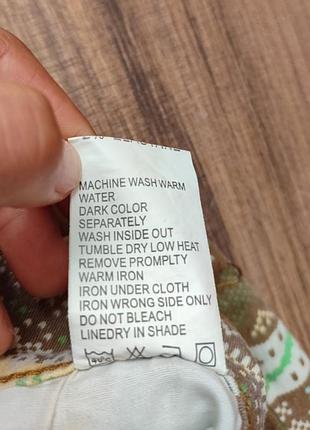 MACHINE WASH WARM
WATER
DARK COLOR
SEPARATELY
WASH INSIDE OUT
TUMBLE DRY LOW HEAT
REMOVE PROMPLTY
WARM IRON
IRON UNDER CLOTH
IRON WRONG SIDE ONLY
DO NOT BLEACH
LINEDRY IN SHADE
40°C